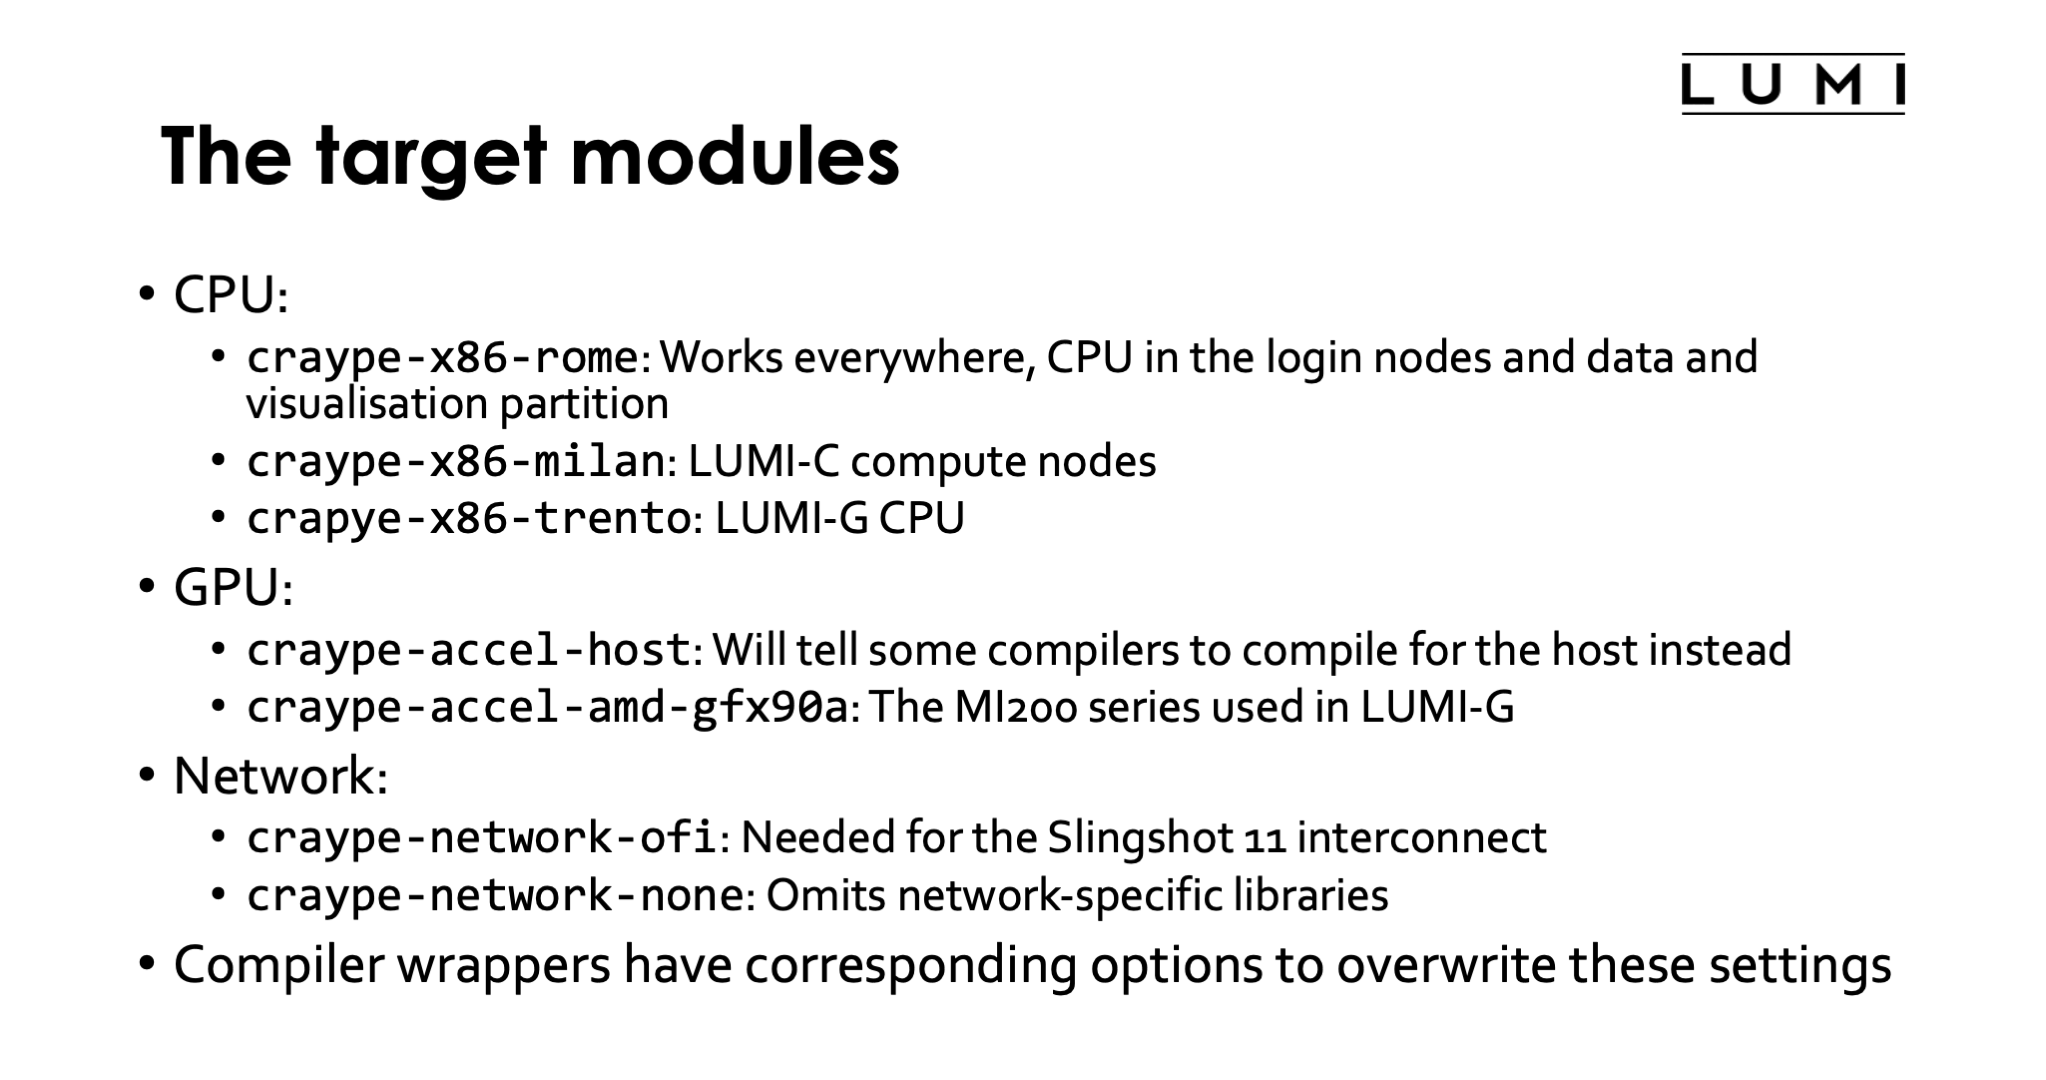 LUMI
The target modules
• CPU:
• craype-x86-rome: Works everywhere, CPU in the login nodes and data and
visualisation partition
• craype-x86-milan: LUMI-C compute nodes
• crapye-x86-trento: LUMI-G CPU
• GPU:
• craype-accel-host: Will tell some compilers to compile for the host instead
• craype-accel-amd-gfx90a: The MI200 series used in LUMI-G
• Network:
• craype-network-ofi: Needed for the Slingshot 11 interconnect
• craype-network-none: Omits network-specific libraries
• Compiler wrappers have corresponding options to overwrite these settings